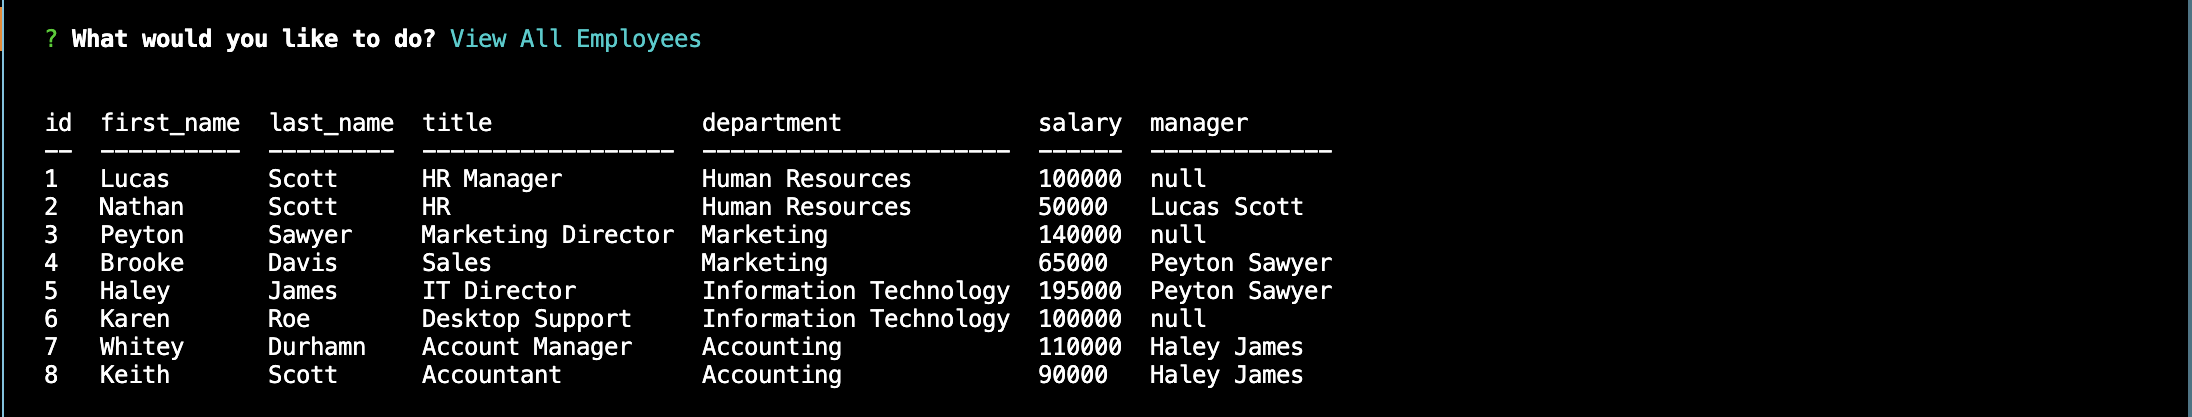 ? What would you like to do? View All Employees
id  first_name  last_name  title               department              salary  manager
--  ----------  ---------  ------------------  ----------------------  ------  -------------
1   Lucas       Scott      HR Manager          Human Resources         100000  null
2   Nathan      Scott      HR                  Human Resources         50000   Lucas Scott
3   Peyton      Sawyer     Marketing Director  Marketing               140000  null
4   Brooke      Davis      Sales               Marketing               65000   Peyton Sawyer
5   Haley       James      IT Director         Information Technology  195000  Peyton Sawyer
6   Karen       Roe        Desktop Support     Information Technology  100000  null
7   Whitey      Durhamn    Account Manager     Accounting              110000  Haley James
8   Keith       Scott      Accountant          Accounting              90000   Haley James